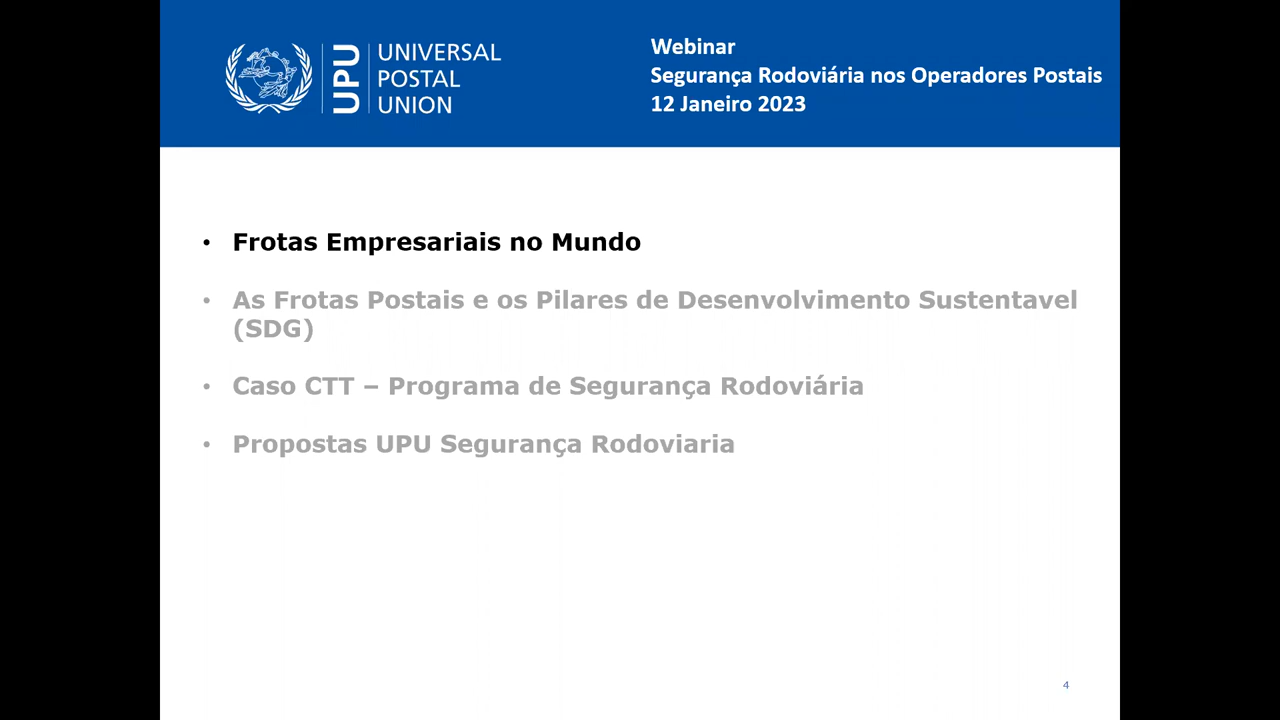 UPU
UNIVERSAL
POSTAL
UNION
Webinar
Segurança Rodoviária nos Operadores Postais
12 Janeiro 2023
• Frotas Empresariais no Mundo
• As Frotas Postais e os Pilares de Desenvolvimento Sustentavel
(SDG)
• Caso CTT – Programa de Segurança Rodoviária
• Propostas UPU Segurança Rodoviaria
4